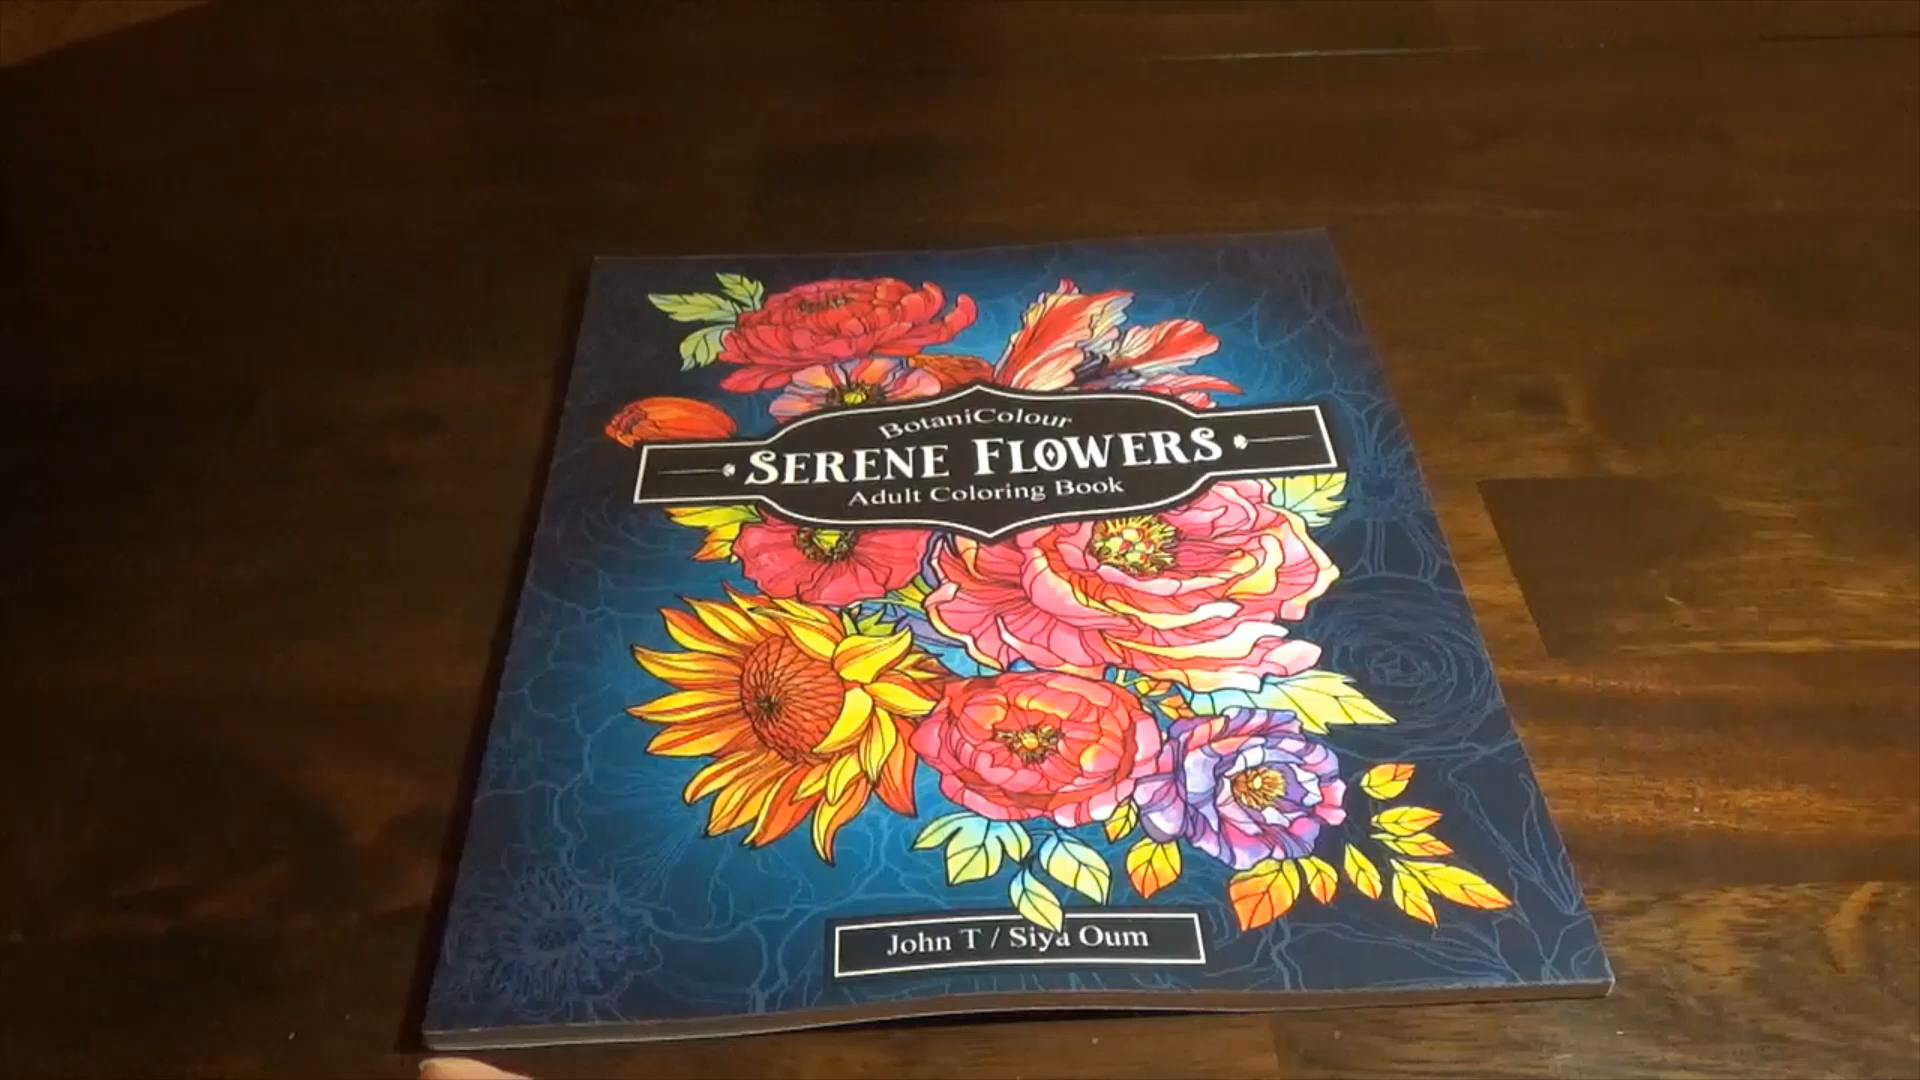 BotaniColour
SERENE FLOWERS
Adult Coloring Book
John T / Siya Oum